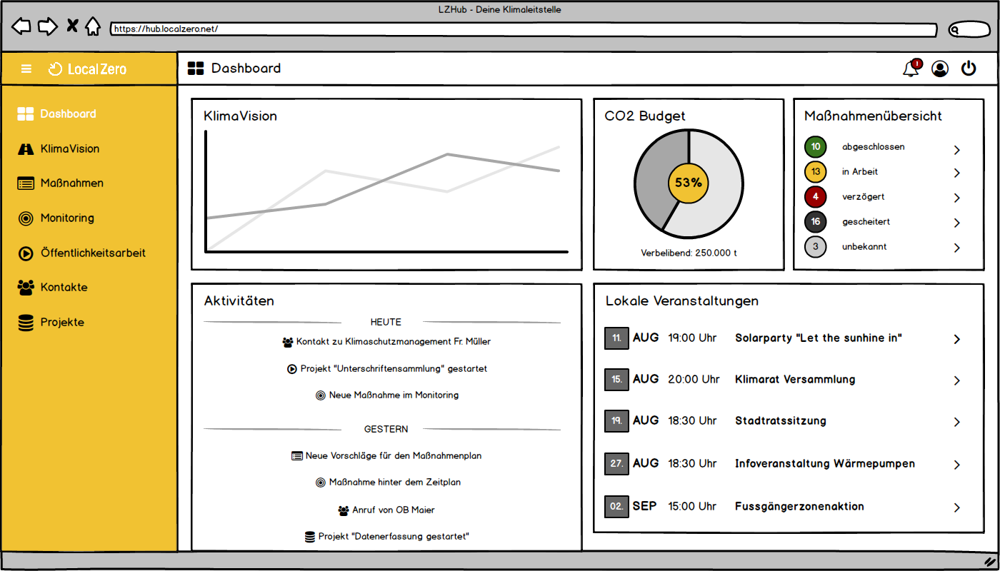 LZHub - Deine Klimaleitstelle
https://hub.localzero.net/
LocalZero
Dashboard
!
Dashboard
KlimaVision
Maßnahmen
Monitoring
Öffentlichkeitsarbeit
Kontakte
Projekte
KlimaVision
CO2 Budget
53%
Verbelibend: 250.000 t
Maßnahmenübersicht
10 abgeschlossen
13 in Arbeit
4 verzögert
16 gescheitert
3 unbekannt
Aktivitäten
HEUTE
Kontakt zu Klimaschutzmanagement Fr. Müller
Projekt "Unterschriftensammlung" gestartet
Neue Maßnahme im Monitoring
GESTERN
Neue Vorschläge für den Maßnahmenplan
Maßnahme hinter dem Zeitplan
Anruf von OB Maier
Projekt "Datenerfassung gestartet"
Lokale Veranstaltungen
11. AUG 19:00 Uhr Solarparty "Let the sunhine in"
15. AUG 20:00 Uhr Klimarat Versammlung
19. AUG 18:30 Uhr Stadtratssitzung
27. AUG 18:30 Uhr Infoveranstaltung Wärmepumpen
02. SEP 15:00 Uhr Fussgängerzonenaktion